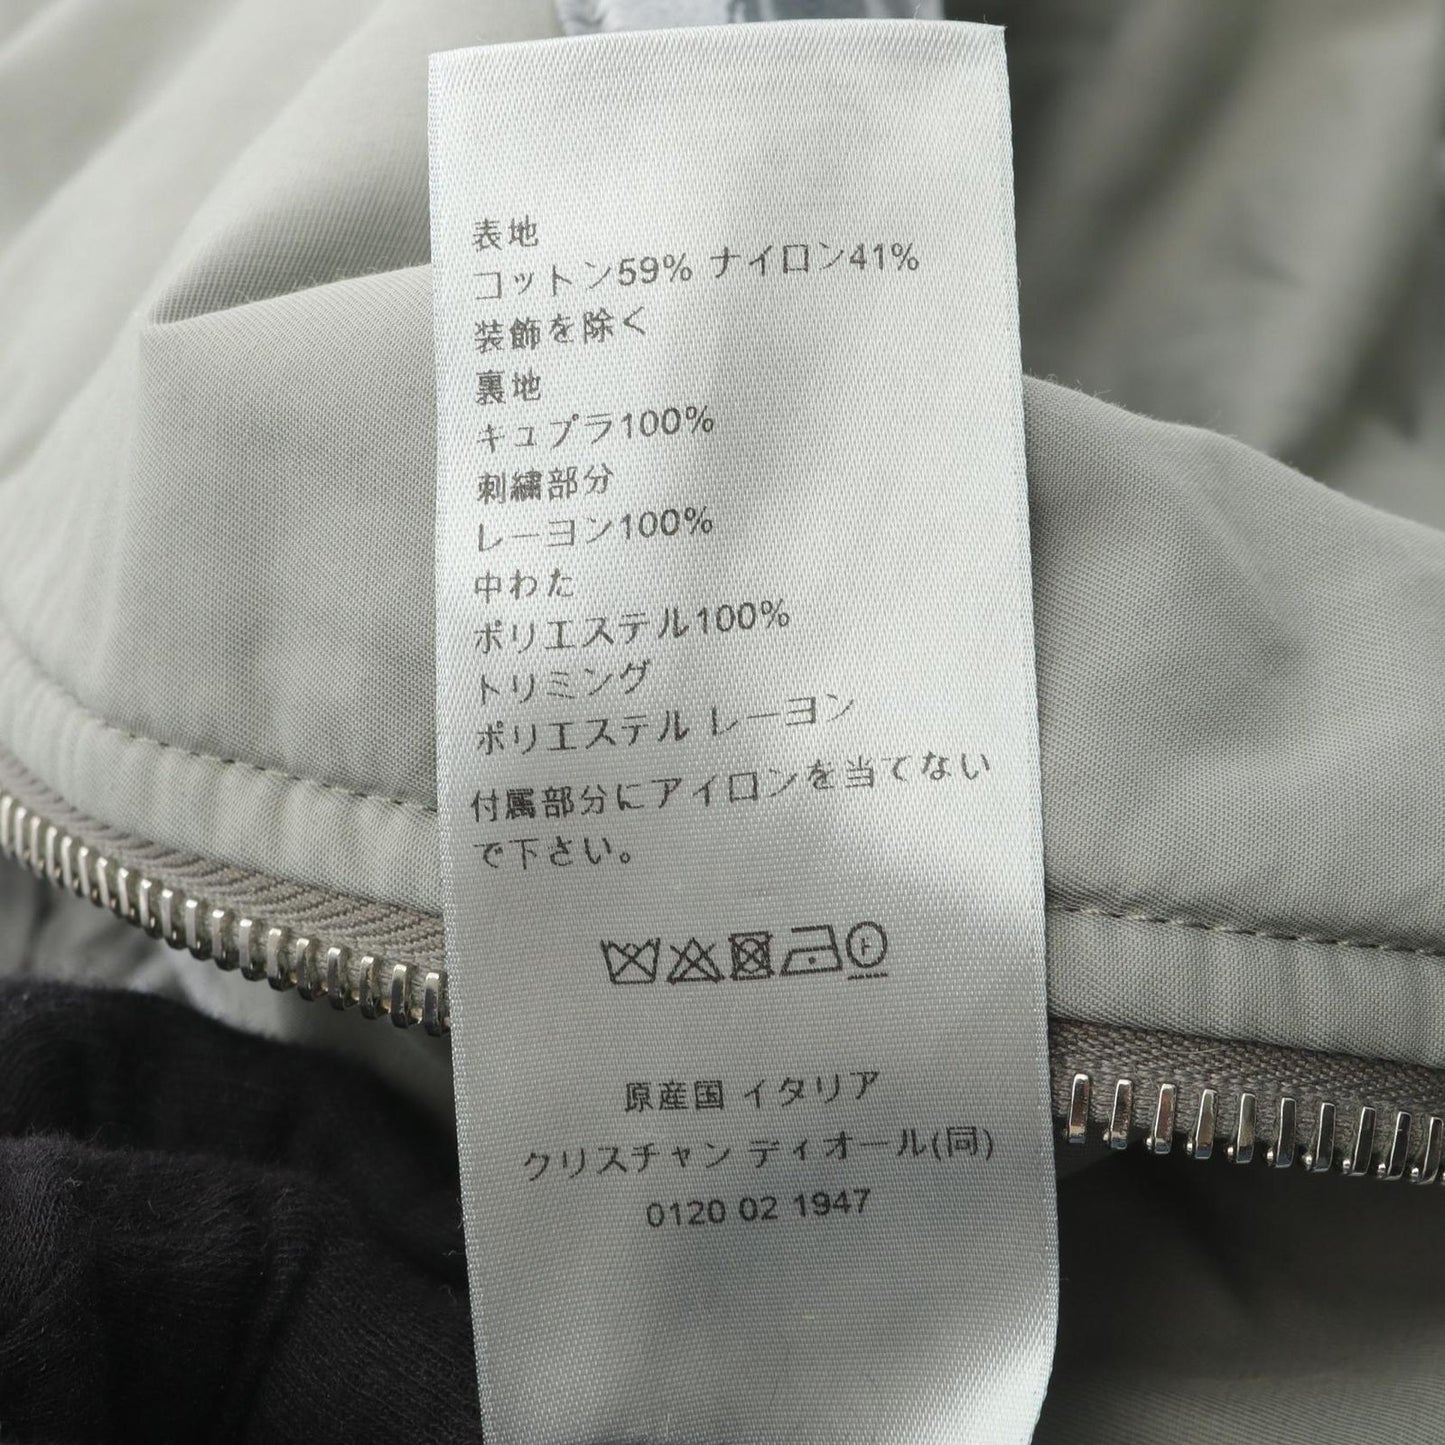 表地
コットン59% ナイロン41%
装飾を除く
裏地
キュプラ100%
刺繍部分
レーヨン100%
中わた
ポリエステル100%
トリミング
ポリエステル レーヨン
付属部分にアイロンを当てない
で下さい。
F
原産国 イタリア
クリスチャン ディオール(同)
0120 02 1947